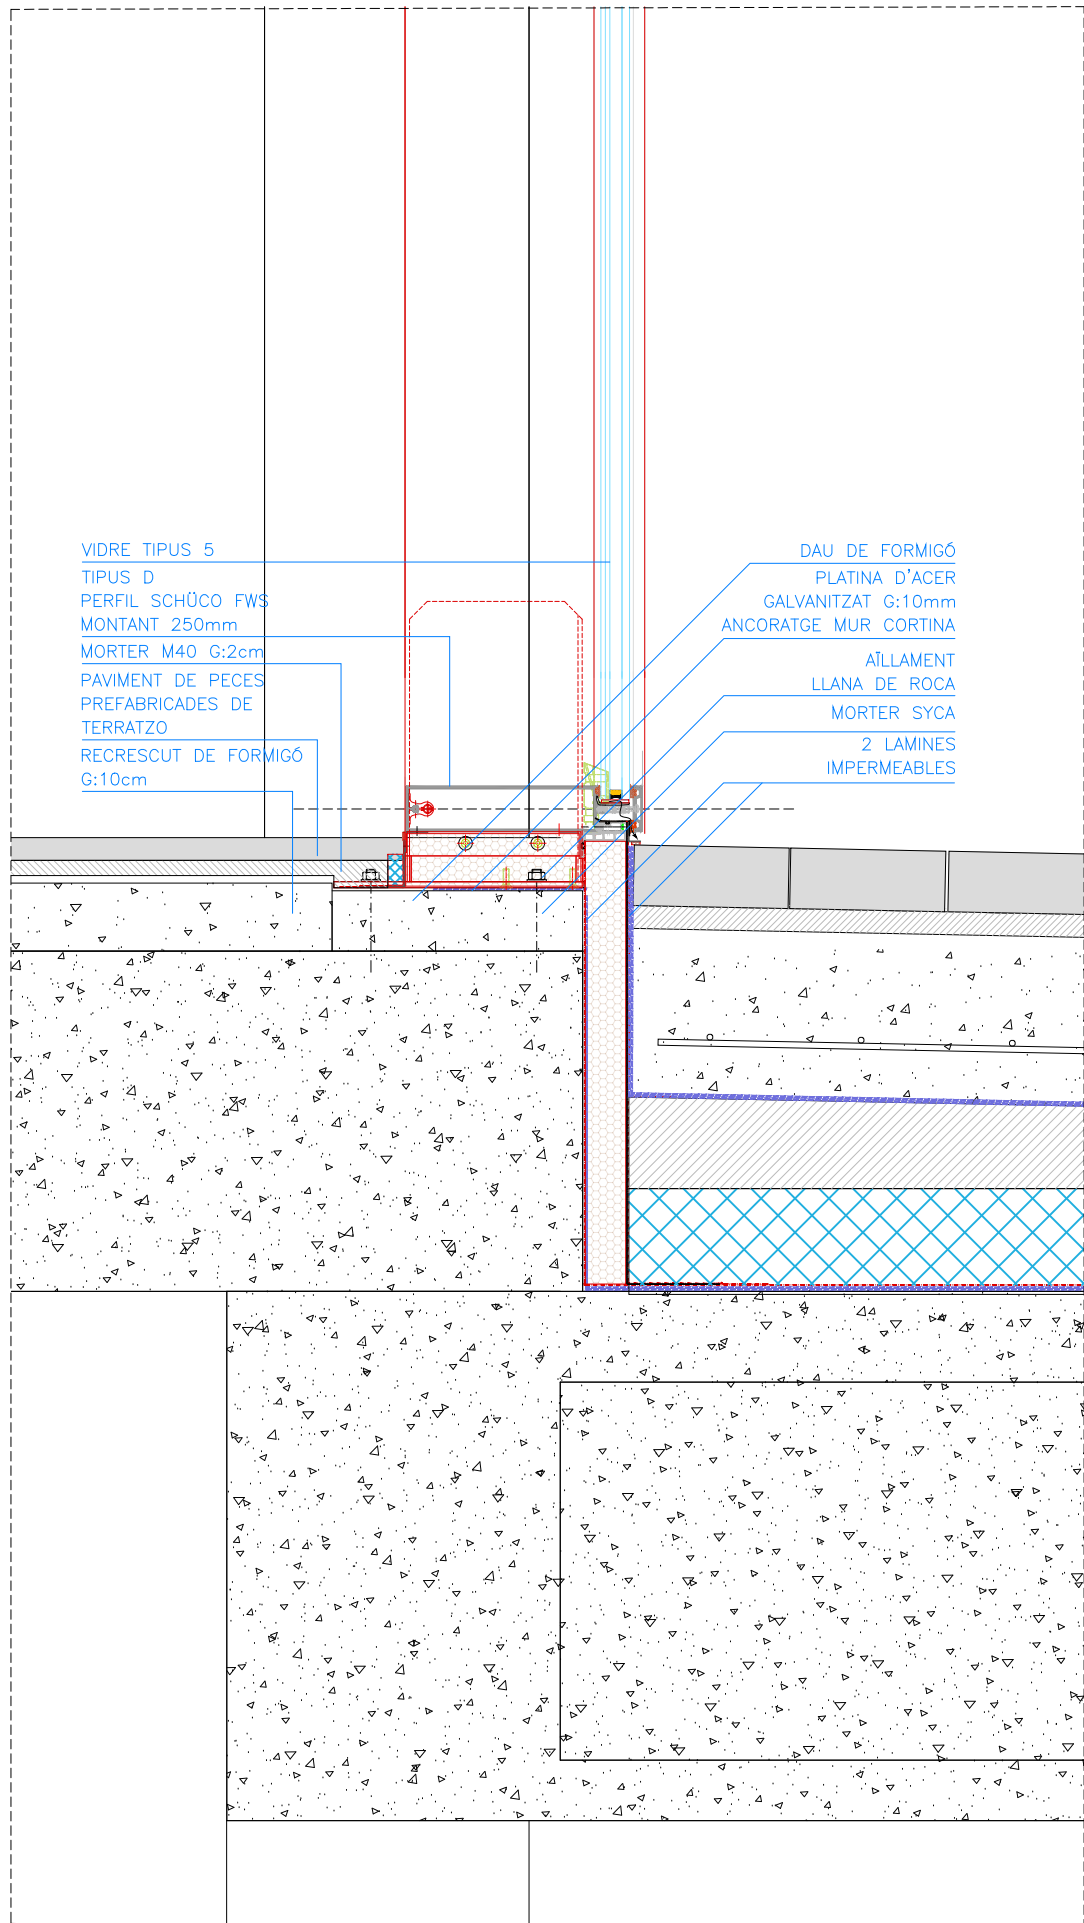 VIDRE TIPUS 5
TIPUS D
PERFIL SCHÜCO FWS
MONTANT 250mm
MORTER M40 G:2cm
PAVIMENT DE PECES
PREFABRICADES DE
TERRATZO
RECRESCUT DE FORMIGÓ
G:10cm
DAU DE FORMIGÓ
PLATINA D'ACER
GALVANITZAT G:10mm
ANCORATGE MUR CORTINA
AÏLLAMENT
LLANA DE ROCA
MORTER SYCA
2 LAMINES
IMPERMEABLES